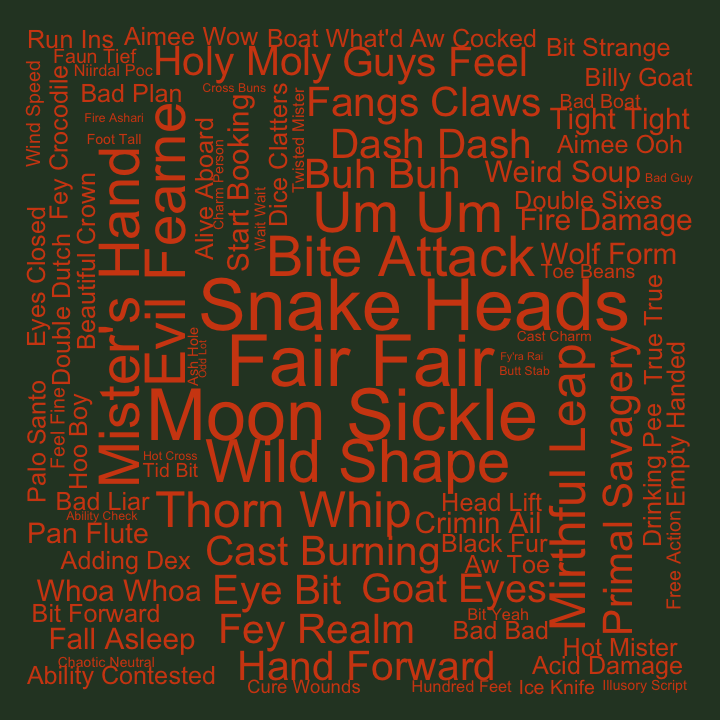 Run Ins
Aimee Wow
Boat What'd
Aw Cocked
Bit Strange
Faun Tief
Niirdal Poc
Holy Moly
Guys Feel
Billy Goat
Wind Speed
Fey Crocodile
Bad Plan
Cross Buns
Fangs Claws
Bad Boat
Tight Tight
Fire Ashari
Foot Tall
Evil Fearne
Alive Aboard
Charm Person
Start Booking
Dice Clatters
Twisted Mister
Wait Wait
Dash Dash
Aimee Ooh
Buh Buh
Weird Soup
Bad Guy
Mister's Hand
Beautiful Crown
Double Sixes
Um Um
Fire Damage
Eyes Closed
Double Dutch
Bite Attack
Wolf Form
Toe Beans
Snake Heads
True True
Cast Charm
Fair Fair
Fy'ra Rai
Butt Stab
Ash Hole
Odd Lot
Mirthful Leap
Primal Savagery
Empty Handed
Palo Santo
Feel Fine
Hoo Boy
Moon Sickle
Drinking Pee
Hot Cross
Tid Bit
Wild Shape
Bad Liar
Thorn Whip
Head Lift
Ability Check
Crimin Ail
Free Action
Pan Flute
Cast Burning
Black Fur
Adding Dex
Aw Toe
Whoa Whoa
Eye Bit
Goat Eyes
Bit Forward
Bit Yeah
Fall Asleep
Fey Realm
Bad Bad
Hot Mister
Chaotic Neutral
Hand Forward
Acid Damage
Ability Contested
Cure Wounds
Hundred Feet
Ice Knife
Illusory Script